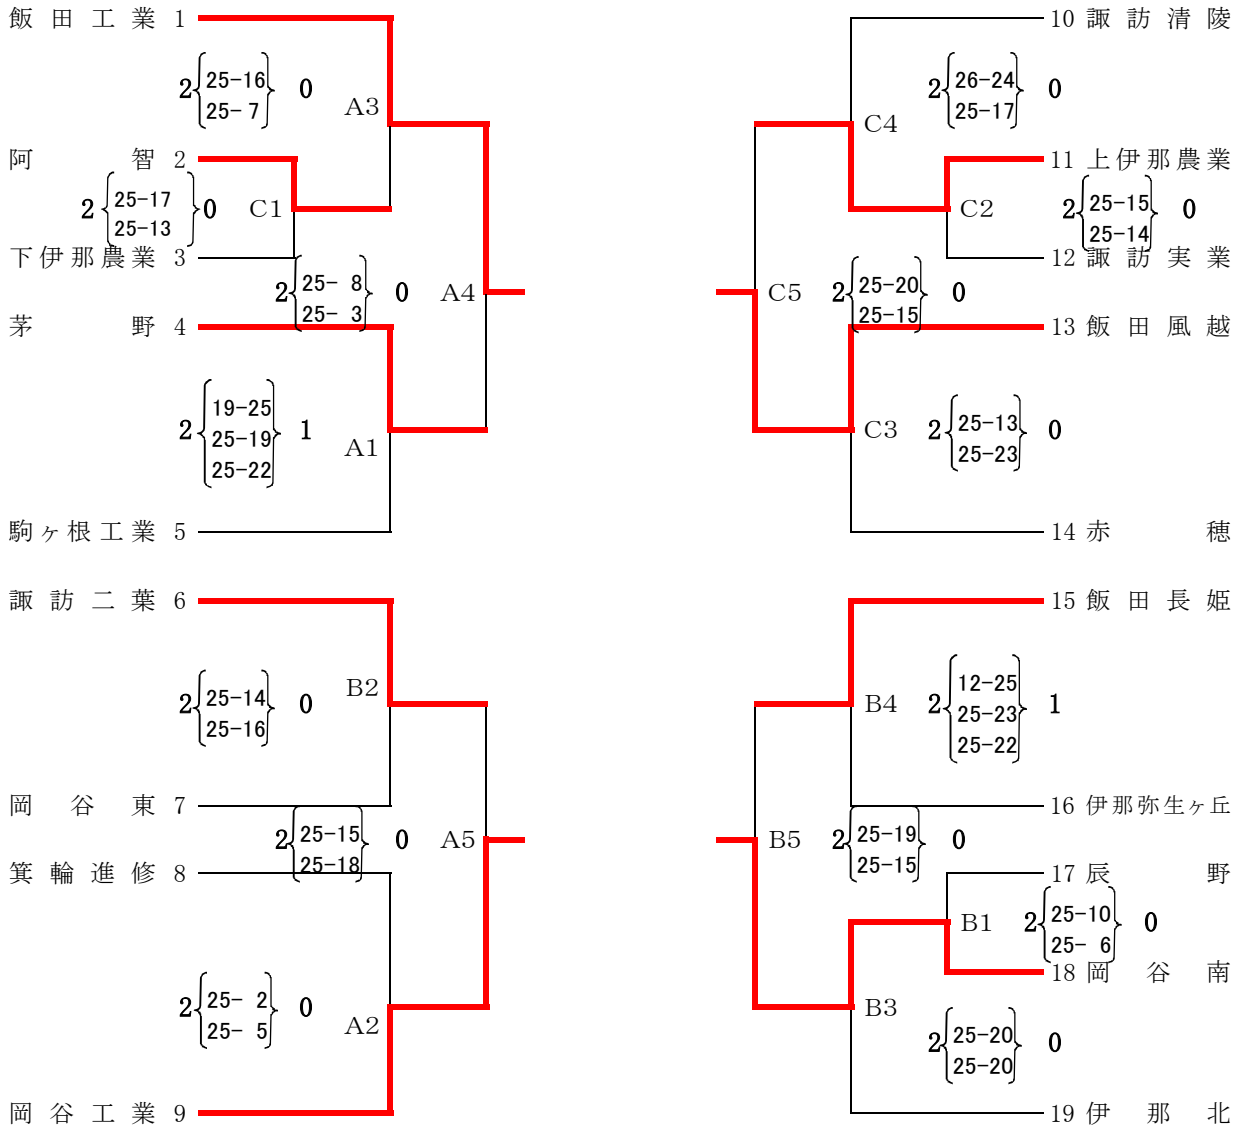 飯田工業 1
2 25-16 0
25- 7
A3
阿智 2
2 25-17 0
25-13
C1
下伊那農業 3
2 25- 8 0
25- 3
A4
茅野 4
19-25
2 25-19 1
25-22
A1
駒ヶ根工業 5
諏訪二葉 6
2 25-14 0
25-16
B2
岡谷東 7
2 25-15 0
25-18
A5
箕輪進修 8
2 25- 2 0
25- 5
A2
岡谷工業 9
10 諏訪清陵
C4
2 26-24 0
25-17
11 上伊那農業
C2
2 25-15 0
25-14
12 諏訪実業
C5
2 25-20 0
25-15
13 飯田風越
C3
2 25-13 0
25-23
14 赤穂
15 飯田長姫
B4
12-25
2 25-23 1
25-22
16 伊那弥生ヶ丘
B5
2 25-19 0
25-15
17 辰野
B1
2 25-10 0
25- 6
18 岡谷南
B3
2 25-20 0
25-20
19 伊那北